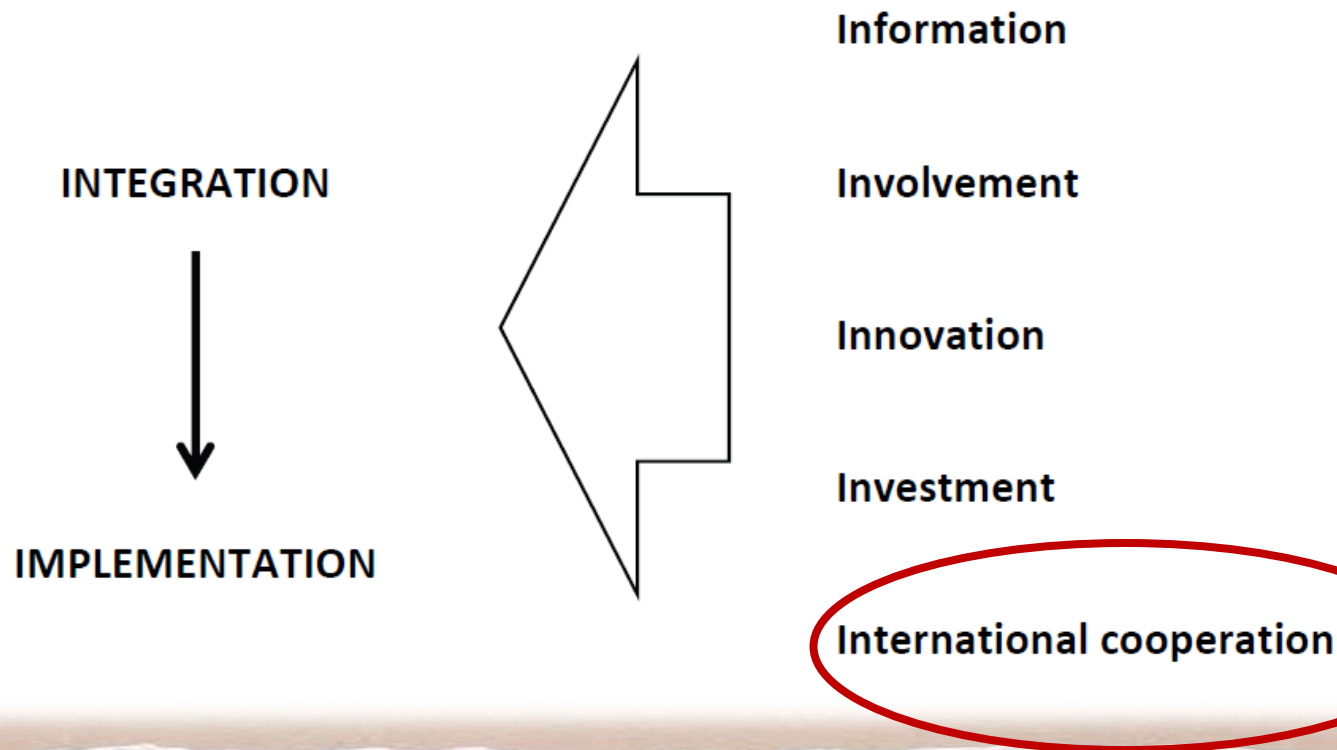 INTEGRATION
IMPLEMENTATION
Information
Involvement
Innovation
Investment
International cooperation